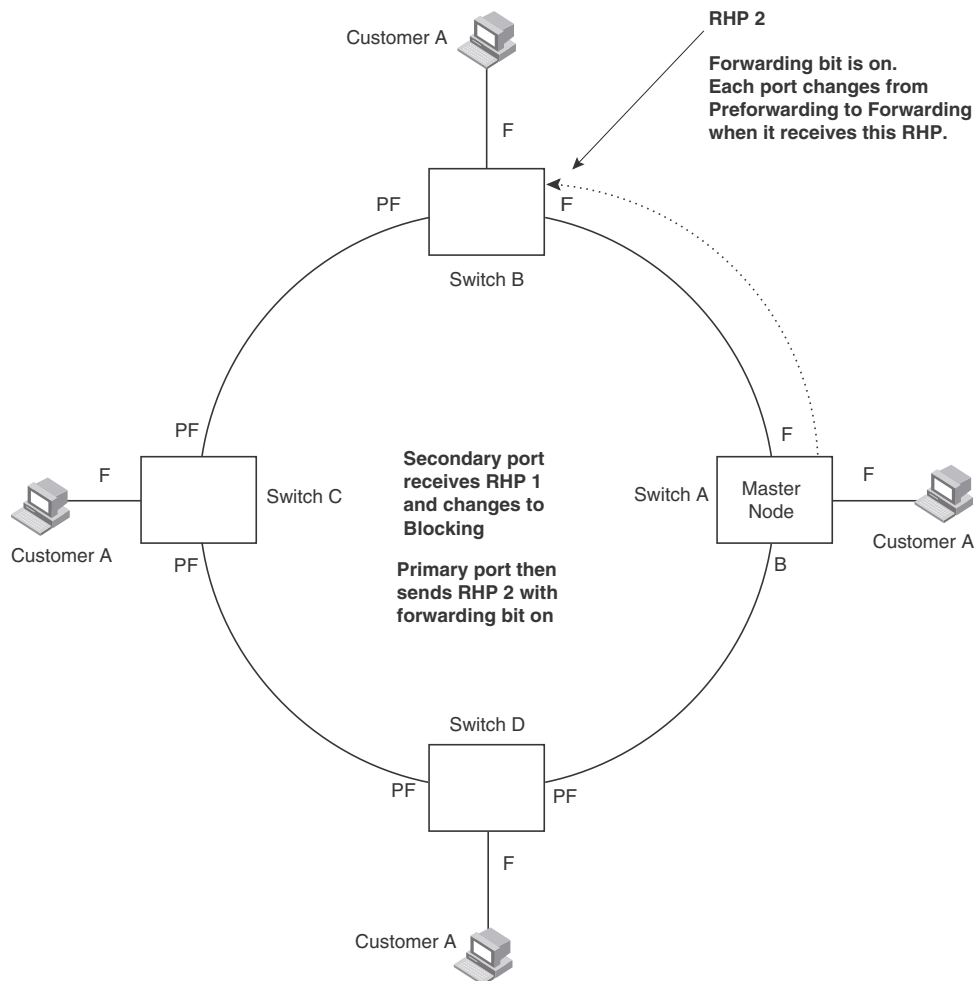 RHP 2
Customer A
Forwarding bit is on.
Each port changes from
Preforwarding to Forwarding
when it receives this RHP.
F
PF
F
Switch B
PF
F
F
Switch C
Customer A
PF
Secondary port
receives RHP 1
and changes to
Blocking
Primary port then
sends RHP 2 with
forwarding bit on
Switch A
Master
Node
F
Customer A
B
Switch D
PF
PF
F
Customer A